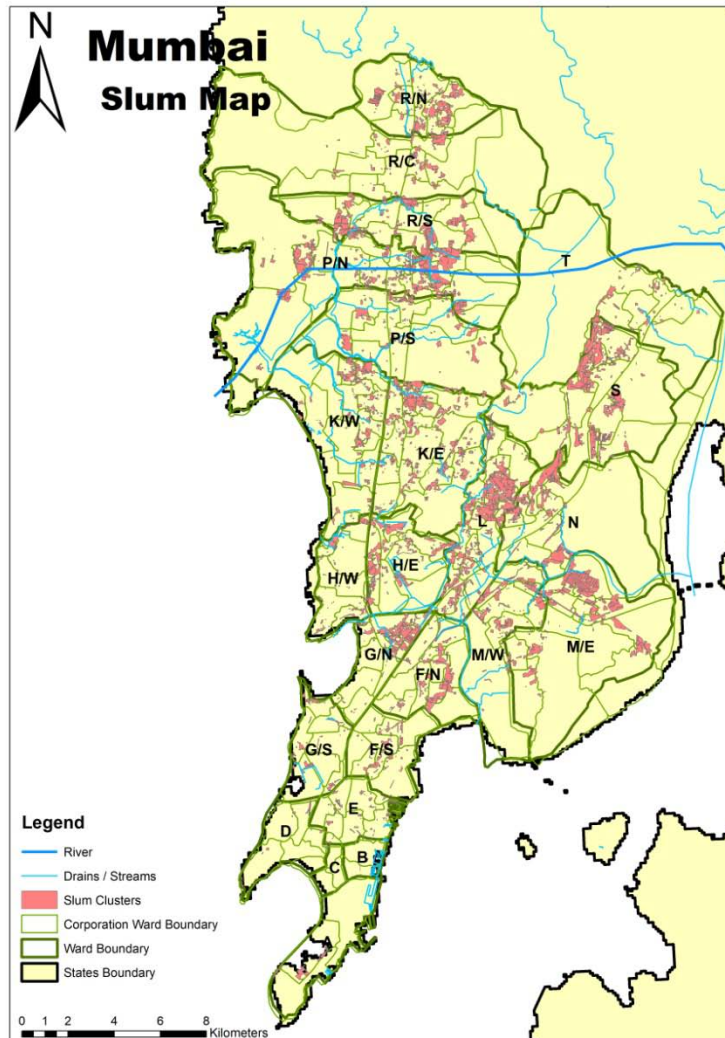 N
Mumbai
Slum Map
R/N
R/C
R/S
P/N
T
P/S
S
K/W
K/E
L
N
H/W
H/E
G/N
M/W
M/E
F/N
G/S
F/S
E
D
B
C
A
Legend
River
Drains / Streams
Slum Clusters
Corporation Ward Boundary
Ward Boundary
States Boundary
0 1 2 4 6 8
Kilometers